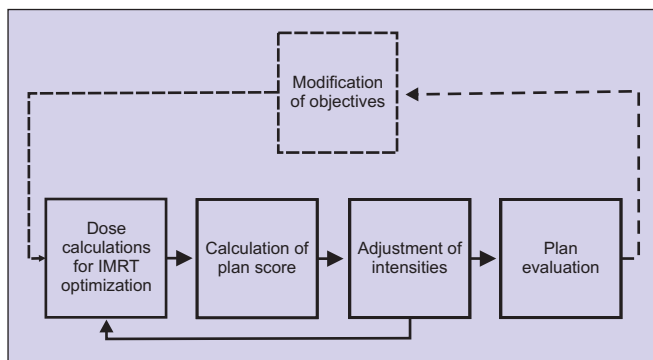 Modification
of objectives
Dose
calculations
for IMRT
optimization
Calculation of
plan score
Adjustment of
intensities
Plan
evaluation